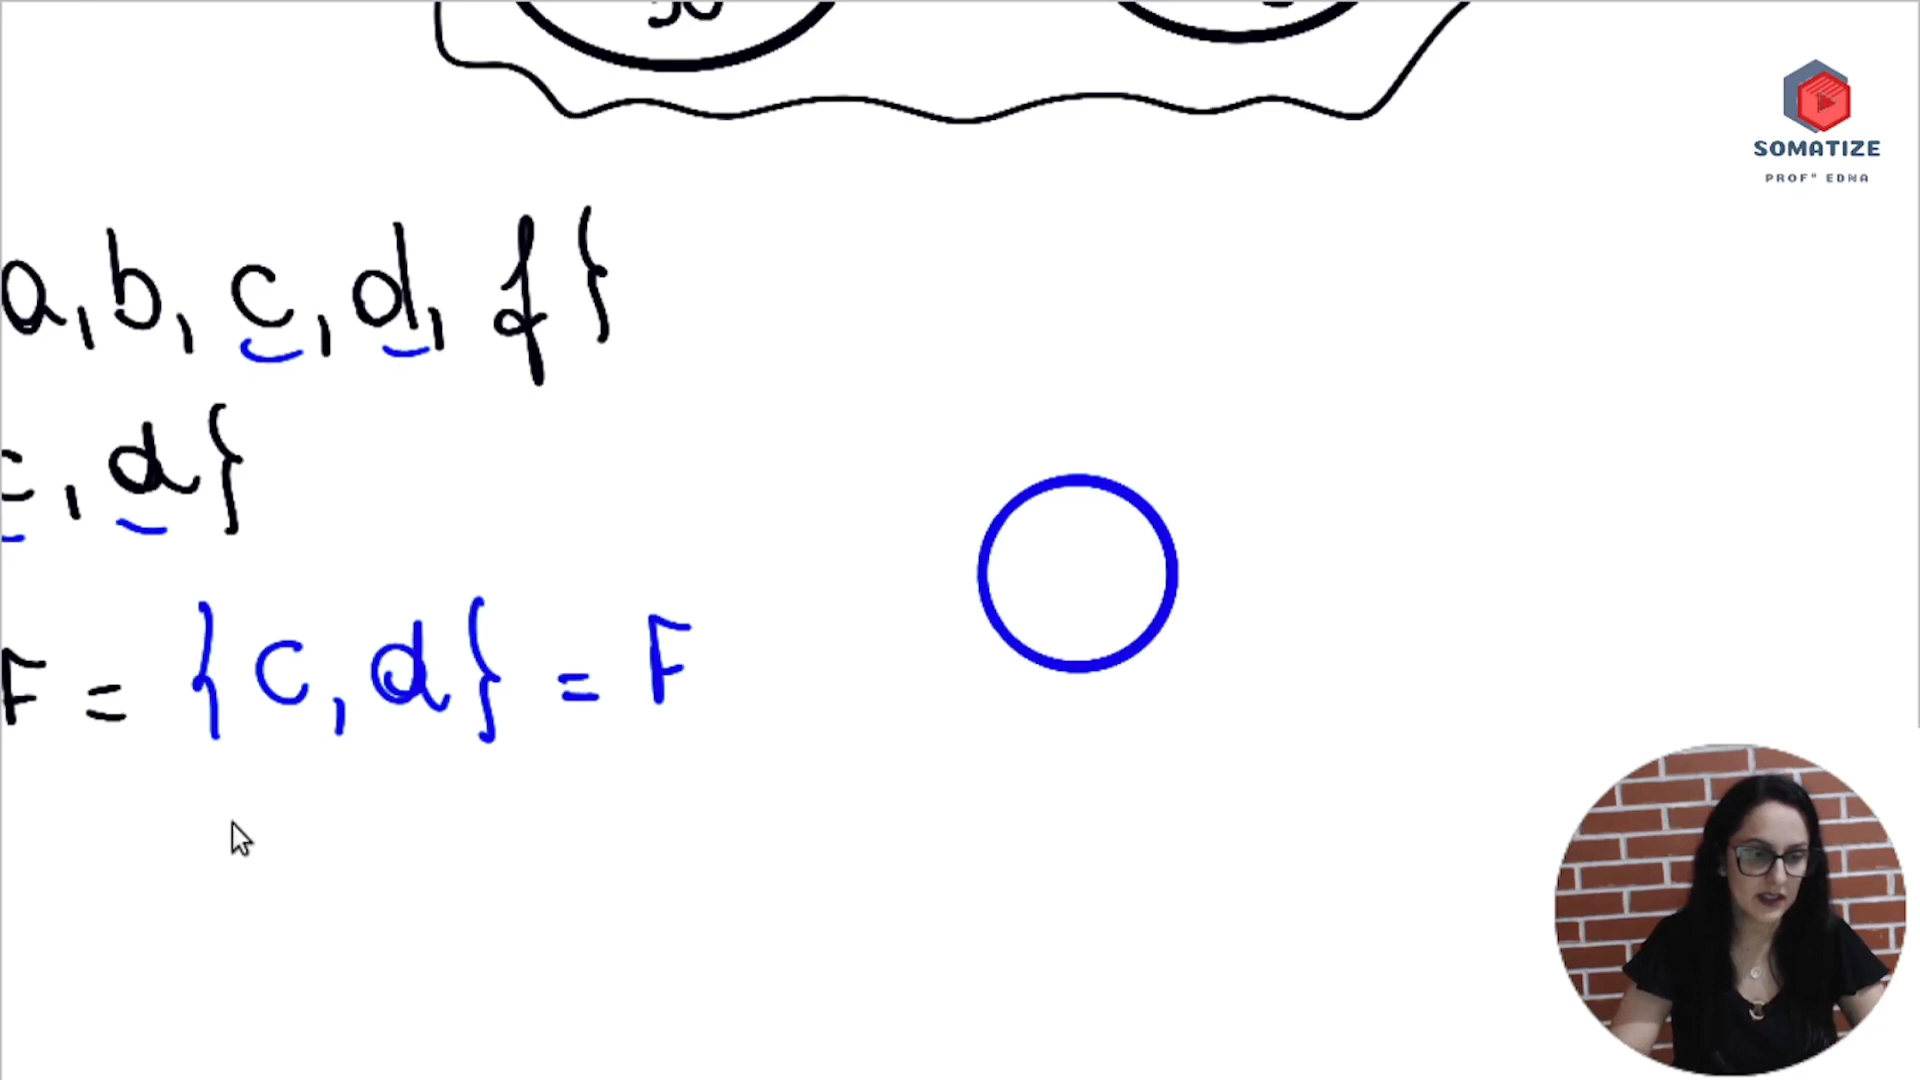 SOMATIZE
PROFª EDNA
a, b, c, d, f }
c, d }
F = { c, d } = F